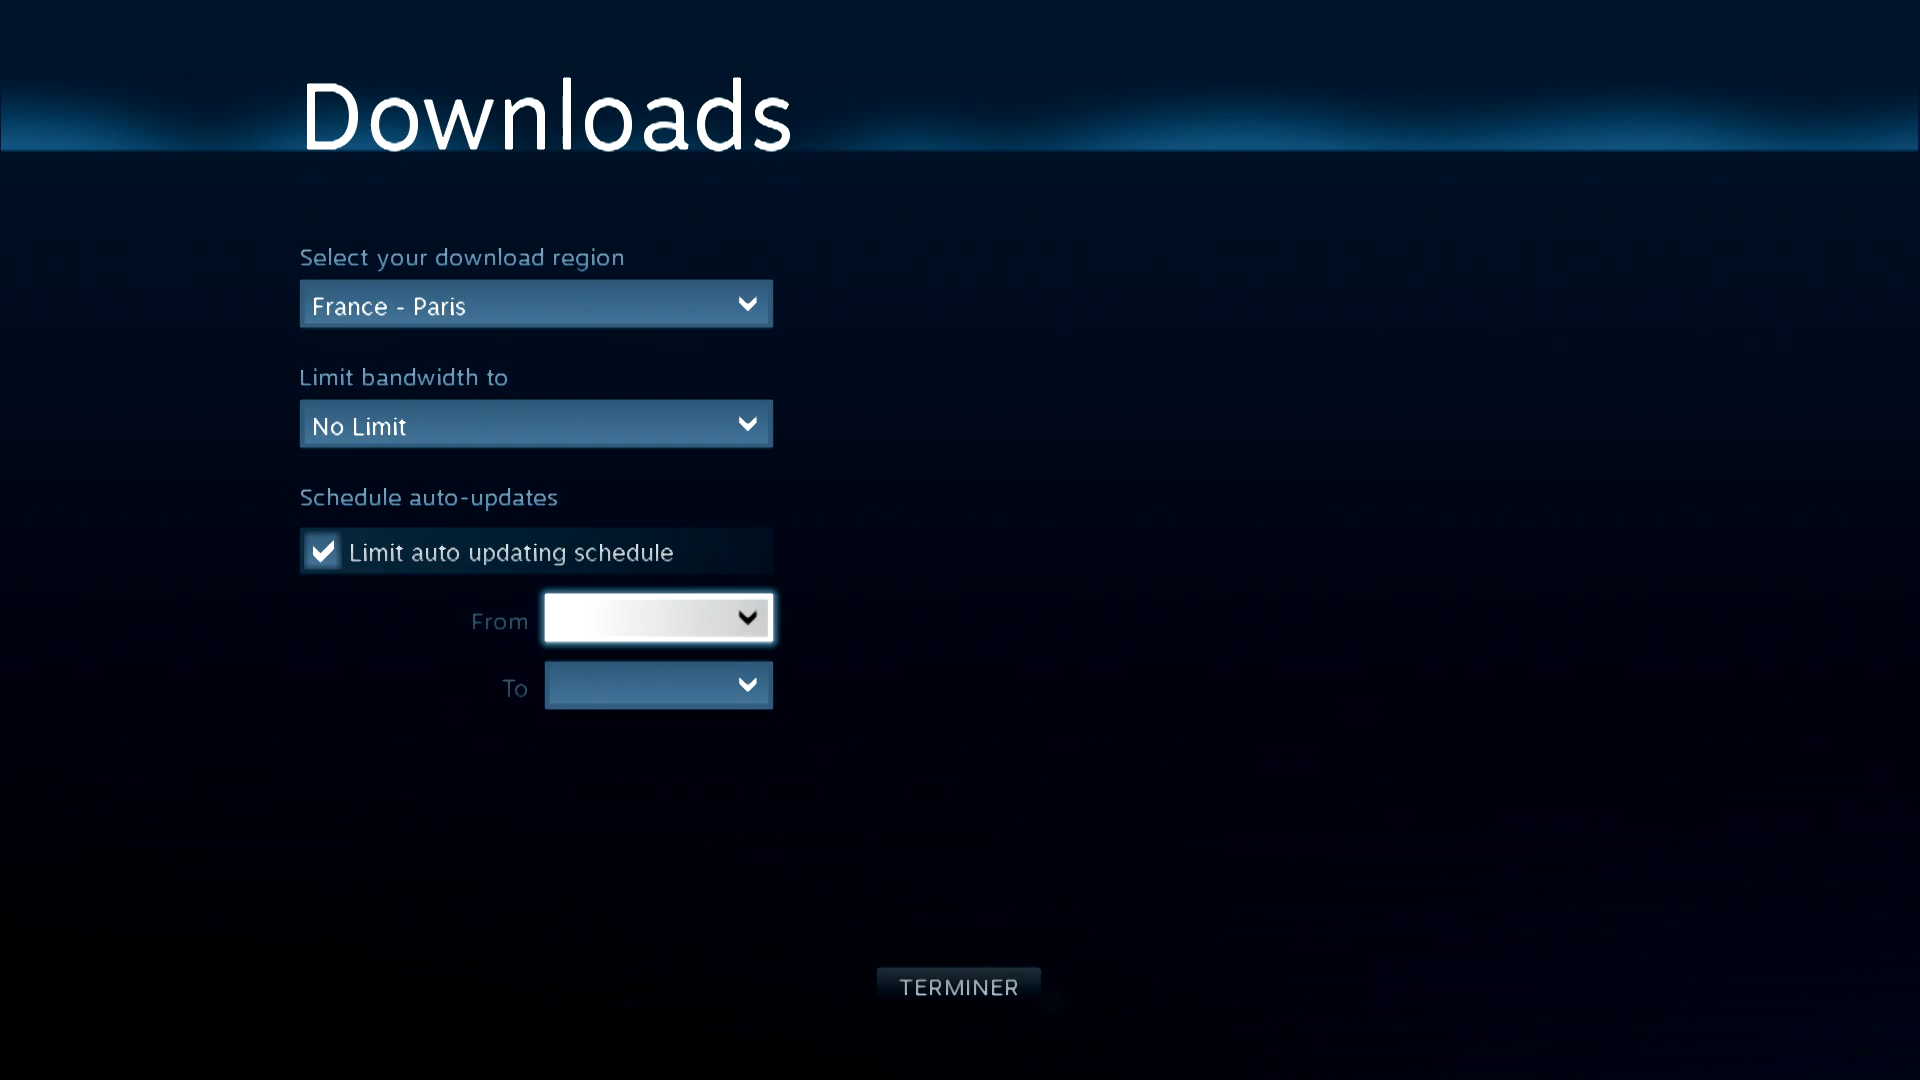 Downloads
Select your download region
France - Paris
Limit bandwidth to
No Limit
Schedule auto-updates
Limit auto updating schedule
From
To
TERMINER